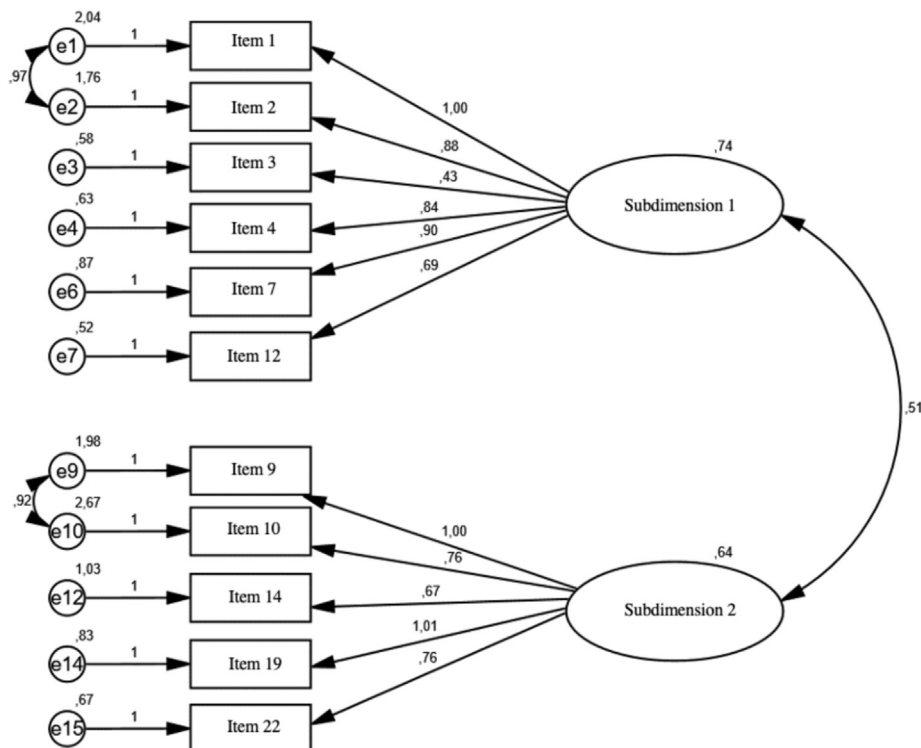 2,04
e1
1
Item 1
,97
1,76
e2
1
Item 2
,58
e3
1
Item 3
,63
e4
1
Item 4
,87
e6
1
Item 7
,52
e7
1
Item 12
1,00
,88
,43
,84
,90
,69
,74
Subdimension 1
,51
1,98
e9
1
Item 9
,92
2,67
e10
1
Item 10
1,03
e12
1
Item 14
,83
e14
1
Item 19
,67
e15
1
Item 22
1,00
,76
,67
1,01
,76
,64
Subdimension 2